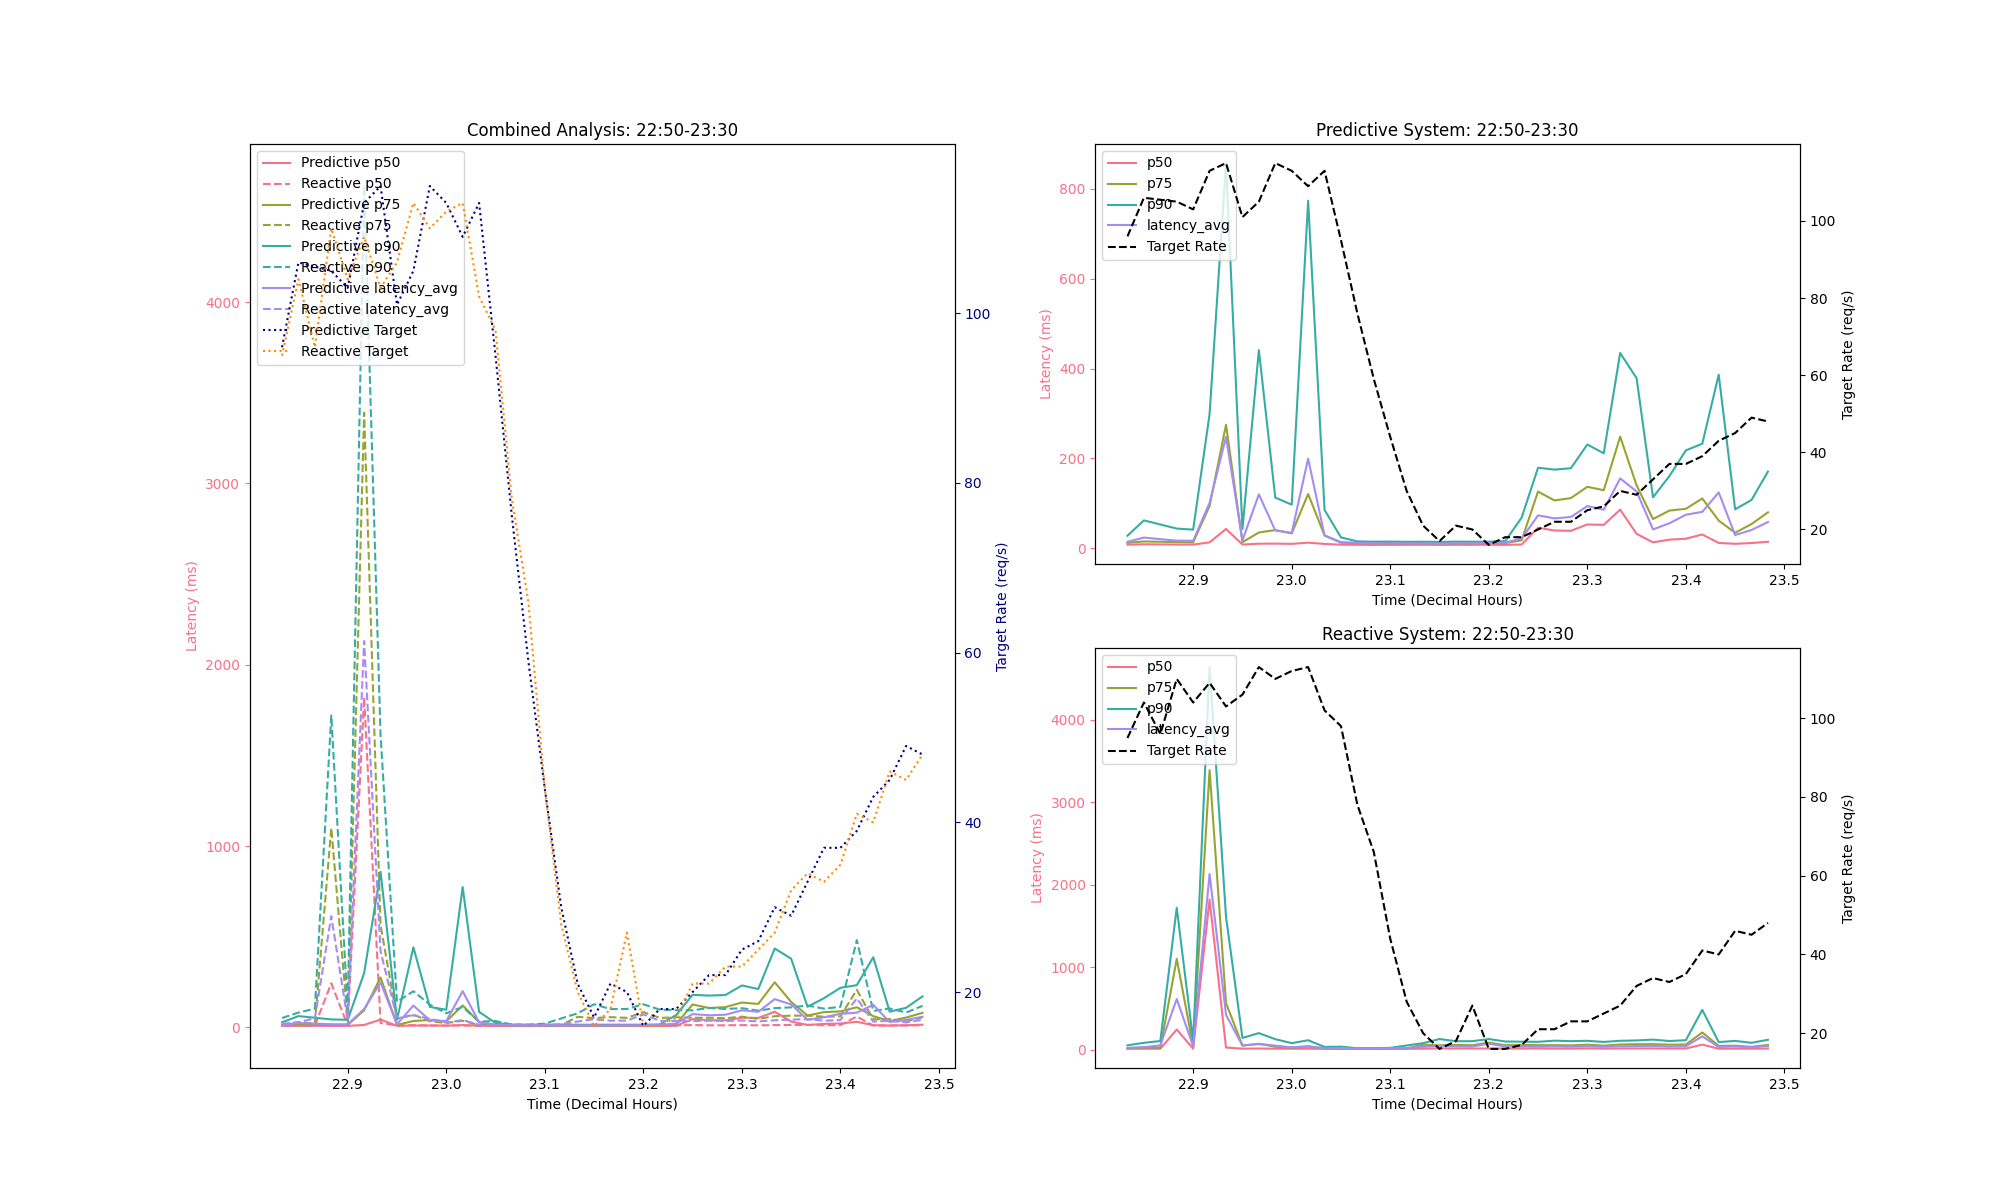 Combined Analysis: 22:50-23:30
Predictive p50
Reactive p50
Predictive p75
Reactive p75
Predictive p90
Reactive p90
Predictive latency_avg
Reactive latency_avg
Predictive Target
Reactive Target
4000
3000
2000
1000
0
Latency (ms)
100
80
60
40
20
Target Rate (req/s)
22.9 23.0 23.1 23.2 23.3 23.4 23.5
Time (Decimal Hours)
Predictive System: 22:50-23:30
p50
p75
p90
latency_avg
Target Rate
800
600
400
200
0
Latency (ms)
100
80
60
40
20
Target Rate (req/s)
22.9 23.0 23.1 23.2 23.3 23.4 23.5
Time (Decimal Hours)
Reactive System: 22:50-23:30
p50
p75
p90
latency_avg
Target Rate
4000
3000
2000
1000
0
Latency (ms)
100
80
60
40
20
Target Rate (req/s)
22.9 23.0 23.1 23.2 23.3 23.4 23.5
Time (Decimal Hours)